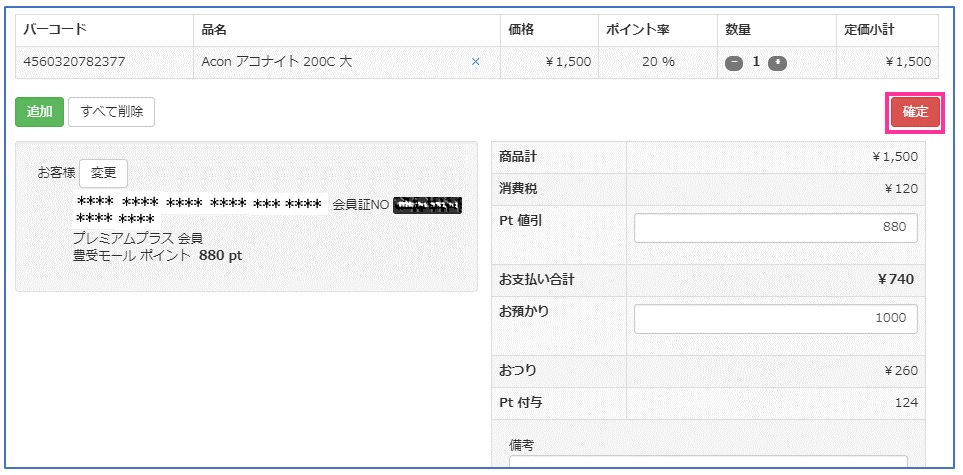 バーコード 品名 価格 ポイント率 数量 定価小計
4560320782377 Acon アコナイト 200C 大 × ¥1,500 20 % - 1 + ¥1,500
追加 すべて削除 確定
お客様 変更
**** **** **** **** *** **** 会員証NO
**** ****
プレミアムプラス 会員
豊受モール ポイント 880 pt
商品計 ¥1,500
消費税 ¥120
Pt 値引 880
お支払い合計 ¥740
お預かり 1000
おつり ¥260
Pt 付与 124
備考